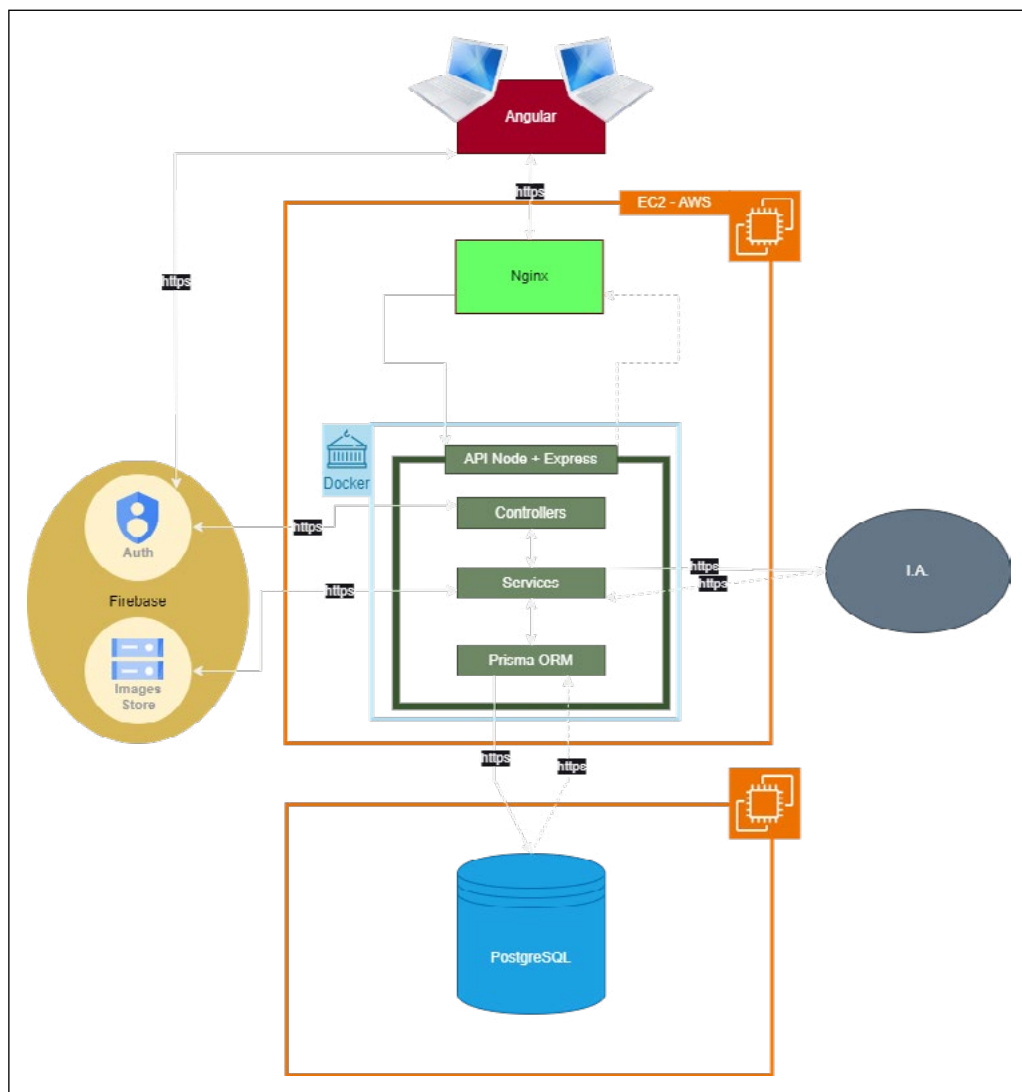 Angular
https
EC2 - AWS
Nginx
https
Docker
API Node + Express
Controllers
https
Auth
Firebase
Services
https
https
https
I.A.
Images
Store
Prisma ORM
https
https
PostgreSQL